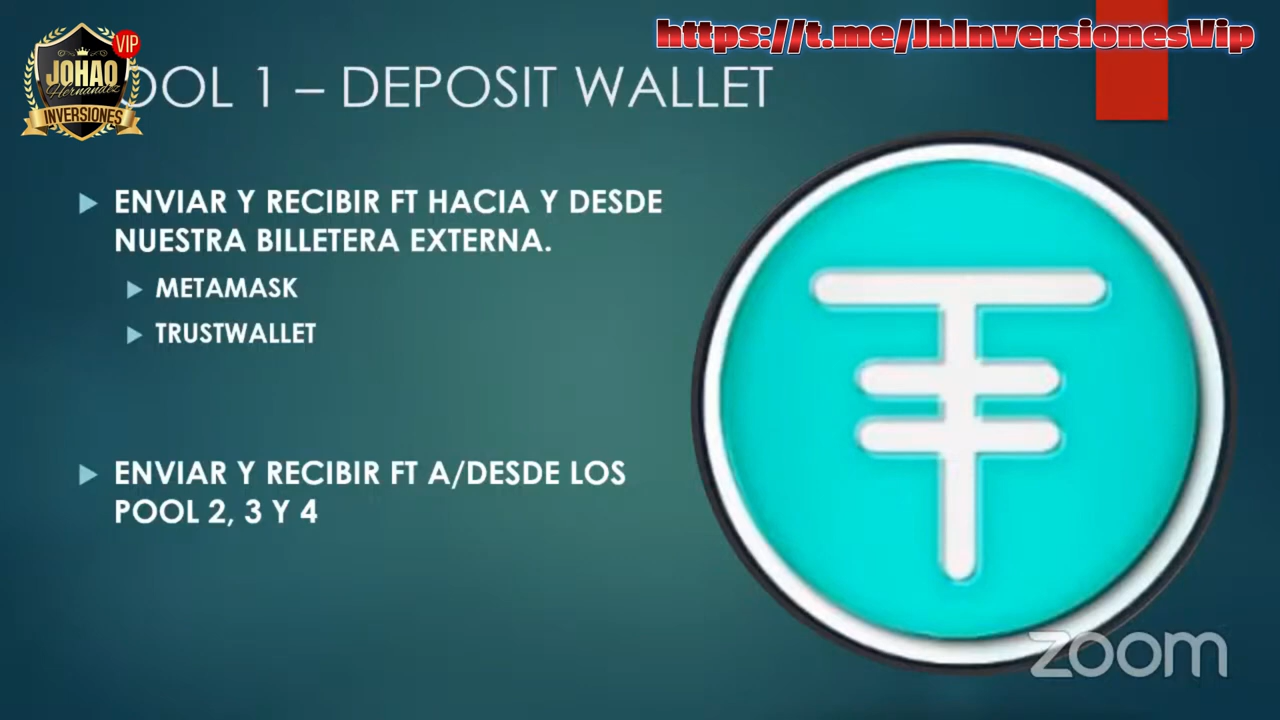 https://t.me/JhInversionesVip
VIP
JOHAO
Hernandez
INVERSIONES
OOL 1 – DEPOSIT WALLET
ENVIAR Y RECIBIR FT HACIA Y DESDE
NUESTRA BILLETERA EXTERNA.
METAMASK
TRUSTWALLET
ENVIAR Y RECIBIR FT A/DESDE LOS
POOL 2, 3 Y 4
zoom